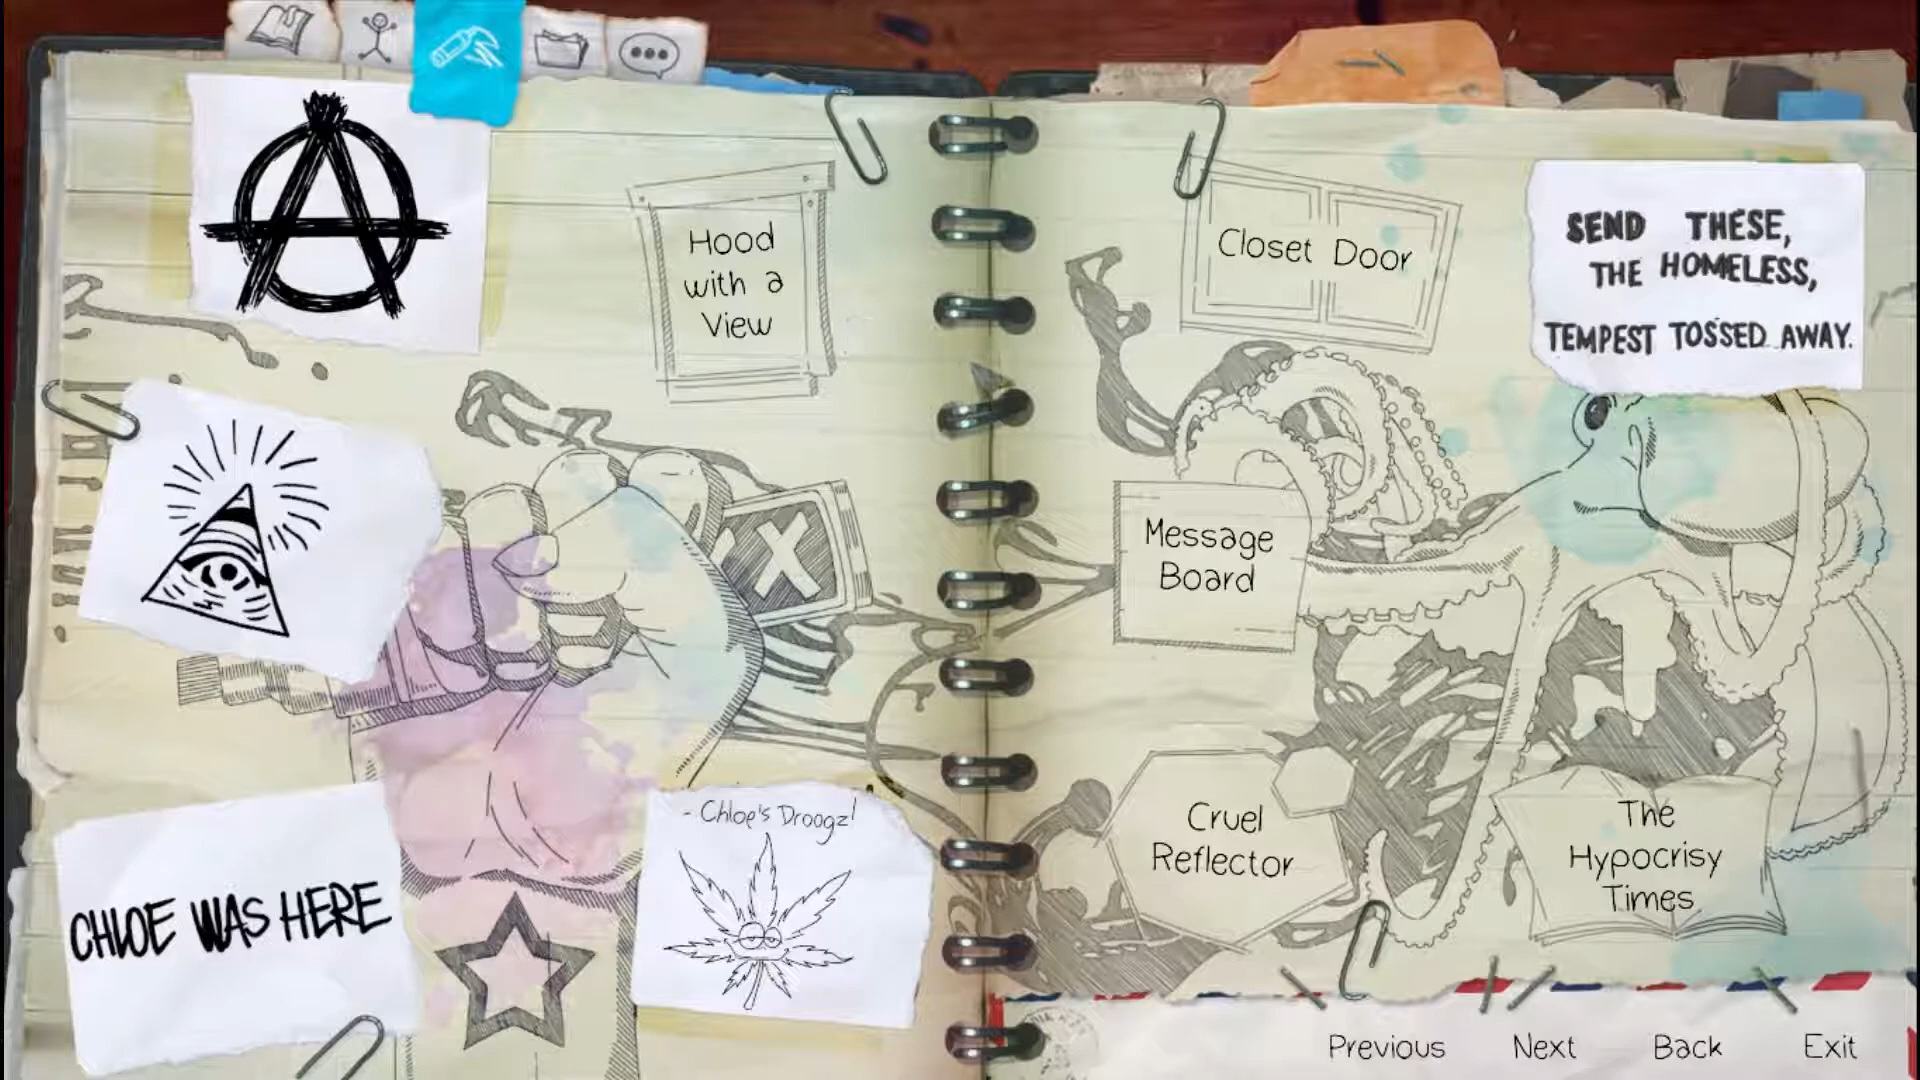 Hood
with a
View
CHLOE WAS HERE
- Chloe's Droogz!
Closet Door
SEND THESE,
THE HOMELESS,
TEMPEST TOSSED AWAY.
Message
Board
Cruel
Reflector
The
Hypocrisy
Times
Previous
Next
Back
Exit